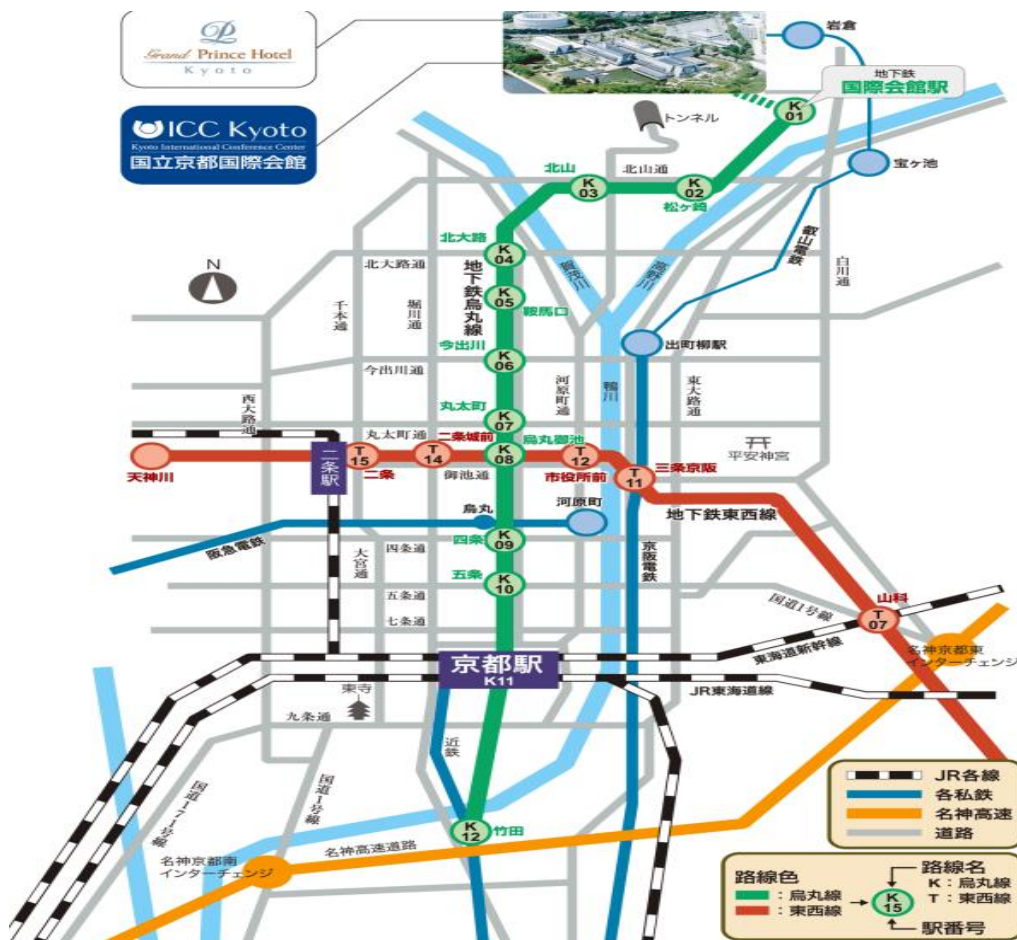 Grand Prince Hotel
Kyoto
ICC Kyoto
Kyoto International Conference Center
国立京都国際会館
岩倉
地下鉄
国際会館駅
K
01
トンネル
宝ヶ池
北山
北山通
K
03
K
02
松ヶ崎
叡山電鉄
白川通
北大路
K
04
北大路通
地下鉄烏丸線
賀茂川
高野川
N
千本通
堀川通
K
05
鞍馬口
今出川
K
06
今出川通
出町柳駅
河原町通
鴨川
東大路通
西大路通
丸太町
K
07
丸太町通
二条城前
烏丸御池
平安神宮
二条駅
T
15
T
14
K
08
T
12
T
11
三条京阪
天神川
二条
御池通
市役所前
地下鉄東西線
烏丸
河原町
阪急電鉄
四条
K
09
四条通
大宮通
京阪電鉄
五条
K
10
五条通
七条通
国道1号線
山科
T
07
東海道新幹線
名神京都東
インターチェンジ
京都駅
K11
JR東海道線
東寺
九条通
近鉄
国道171号線
国道1号線
K
12
竹田
名神高速道路
名神京都南
インターチェンジ
JR各線
各私鉄
名神高速
道路
路線色
:烏丸線
:東西線
路線名
K:烏丸線
T:東西線
K
15
駅番号